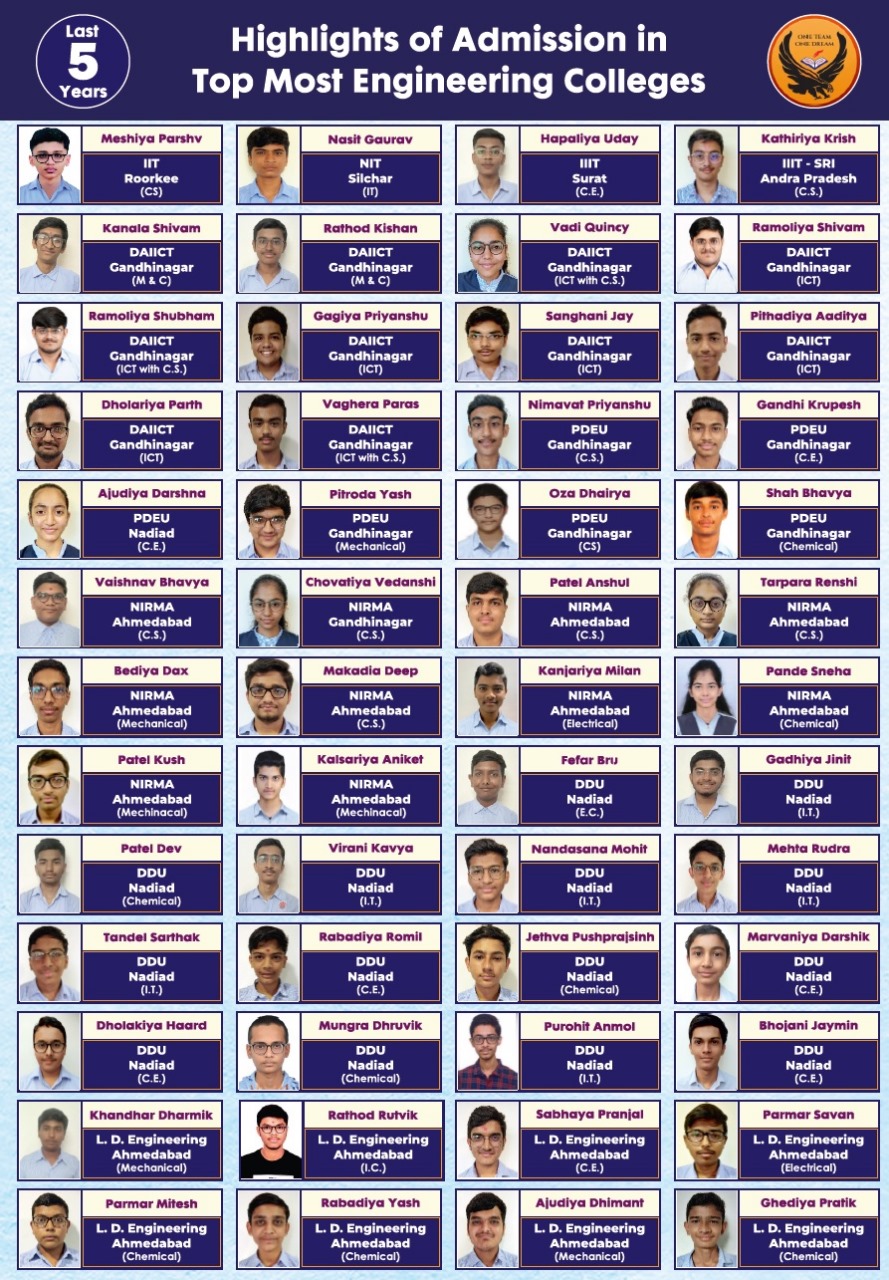 Last
5
Years
Highlights of Admission in
Top Most Engineering Colleges
ONE TEAM
ONE DREAM
Meshiya Parshv
IIT
Roorkee
(CS)
Nasit Gaurav
NIT
Silchar
(IT)
Hapaliya Uday
IIIT
Surat
(C.E.)
Kathiriya Krish
IIIT - SRI
Andra Pradesh
(C.S.)
Kanala Shivam
DAIICT
Gandhinagar
(M & C)
Rathod Kishan
DAIICT
Gandhinagar
(M & C)
Vadi Quincy
DAIICT
Gandhinagar
(ICT with C.S.)
Ramoliya Shivam
DAIICT
Gandhinagar
(ICT)
Ramoliya Shubham
DAIICT
Gandhinagar
(ICT with C.S.)
Gagiya Priyanshu
DAIICT
Gandhinagar
(ICT)
Sanghani Jay
DAIICT
Gandhinagar
(ICT)
Pithadiya Aaditya
DAIICT
Gandhinagar
(ICT)
Dholariya Parth
DAIICT
Gandhinagar
(ICT)
Vaghera Paras
DAIICT
Gandhinagar
(ICT with C.S.)
Nimavat Priyanshu
PDEU
Gandhinagar
(C.S.)
Gandhi Krupesh
PDEU
Gandhinagar
(C.E.)
Ajudiya Darshna
PDEU
Nadiad
(C.E.)
Pitroda Yash
PDEU
Gandhinagar
(Mechanical)
Oza Dhairya
PDEU
Gandhinagar
(CS)
Shah Bhavya
PDEU
Gandhinagar
(Chemical)
Vaishnav Bhavya
NIRMA
Ahmedabad
(C.S.)
Chovatiya Vedanshi
NIRMA
Gandhinagar
(C.S.)
Patel Anshul
NIRMA
Ahmedabad
(C.S.)
Tarpara Renshi
NIRMA
Ahmedabad
(C.S.)
Bediya Dax
NIRMA
Ahmedabad
(Mechanical)
Makadia Deep
NIRMA
Ahmedabad
(C.S.)
Kanjariya Milan
NIRMA
Ahmedabad
(Electrical)
Pande Sneha
NIRMA
Ahmedabad
(Chemical)
Patel Kush
NIRMA
Ahmedabad
(Mechinacal)
Kalsariya Aniket
NIRMA
Ahmedabad
(Mechinacal)
Fefar Bru
DDU
Nadiad
(E.C.)
Gadhiya Jinit
DDU
Nadiad
(I.T.)
Patel Dev
DDU
Nadiad
(Chemical)
Virani Kavya
DDU
Nadiad
(I.T.)
Nandasana Mohit
DDU
Nadiad
(I.T.)
Mehta Rudra
DDU
Nadiad
(I.T.)
Tandel Sarthak
DDU
Nadiad
(I.T.)
Rabadiya Romil
DDU
Nadiad
(C.E.)
Jethva Pushprajsinh
DDU
Nadiad
(Chemical)
Marvaniya Darshik
DDU
Nadiad
(C.E.)
Dholakiya Haard
DDU
Nadiad
(C.E.)
Mungra Dhruvik
DDU
Nadiad
(Chemical)
Purohit Anmol
DDU
Nadiad
(I.T.)
Bhojani Jaymin
DDU
Nadiad
(C.E.)
Khandhar Dharmik
L. D. Engineering
Ahmedabad
(Mechanical)
Rathod Rutvik
L. D. Engineering
Ahmedabad
(I.C.)
Sabhaya Pranjal
L. D. Engineering
Ahmedabad
(C.E.)
Parmar Savan
L. D. Engineering
Ahmedabad
(Electrical)
Parmar Mitesh
L. D. Engineering
Ahmedabad
(Chemical)
Rabadiya Yash
L. D. Engineering
Ahmedabad
(Chemical)
Ajudiya Dhimant
L. D. Engineering
Ahmedabad
(Mechanical)
Ghediya Pratik
L. D. Engineering
Ahmedabad
(Chemical)